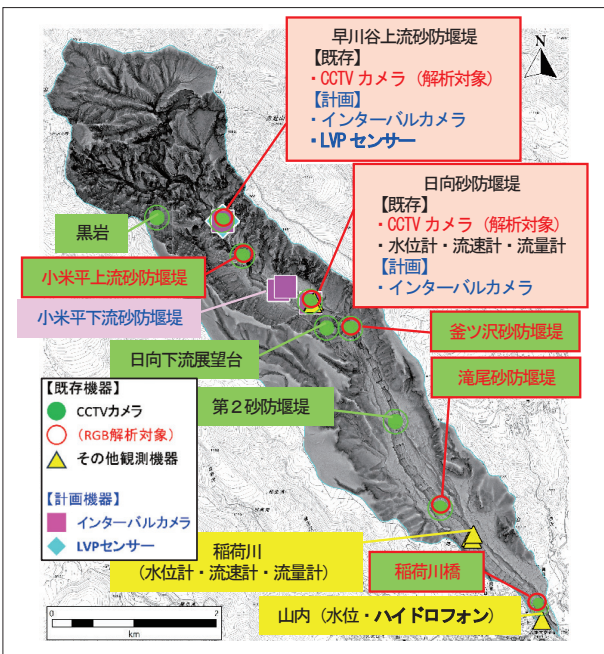 早川谷上流砂防堰堤
【既存】
・CCTV カメラ（解析対象）
【計画】
・インターバルカメラ
・LVP センサー
N
日向砂防堰堤
【既存】
・CCTV カメラ（解析対象）
・水位計・流速計・流量計
【計画】
・インターバルカメラ
黒岩
小米平上流砂防堰堤
小米平下流砂防堰堤
日向下流展望台
釜ツ沢砂防堰堤
滝尾砂防堰堤
第２砂防堰堤
【既存機器】
CCTVカメラ
（RGB解析対象）
その他観測機器
【計画機器】
インターバルカメラ
LVPセンサー
稲荷川
（水位計・流速計・流量計）
稲荷川橋
山内（水位・ハイドロフォン）
0 2
km